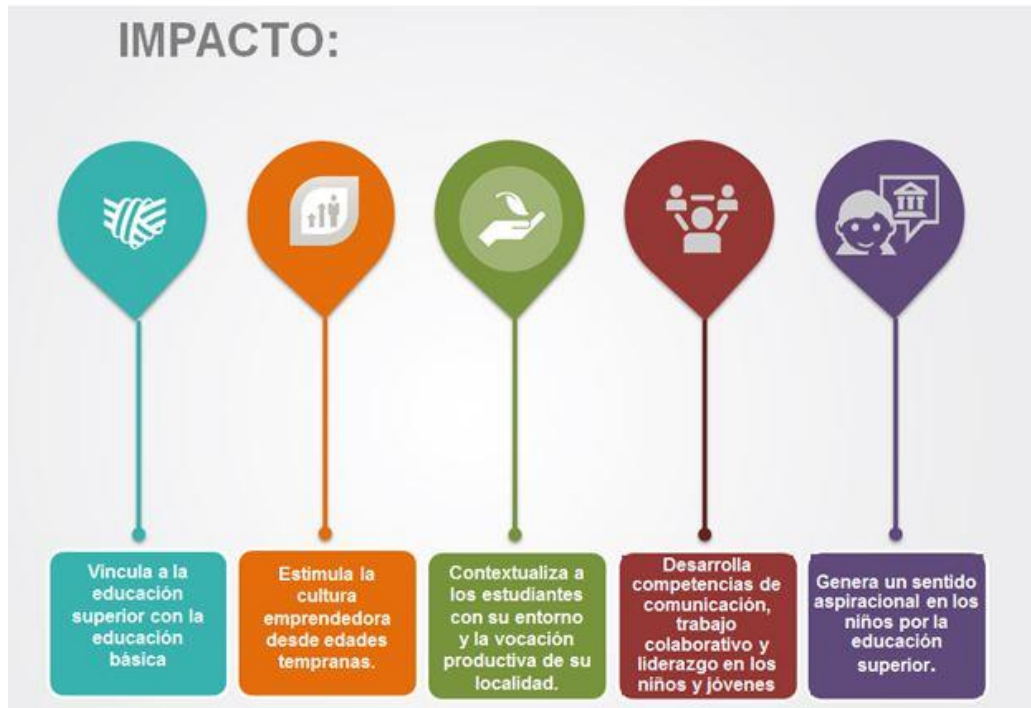 IMPACTO:
Vincula a la
educación
superior con la
educación
básica
Estimula la
cultura
emprendedora
desde edades
tempranas.
Contextualiza a
los estudiantes
con su entorno
y la vocación
productiva de su
localidad.
Desarrolla
competencias de
comunicación,
trabajo
colaborativo y
liderazgo en los
niños y jóvenes
Genera un sentido
aspiracional en los
niños por la
educación
superior.